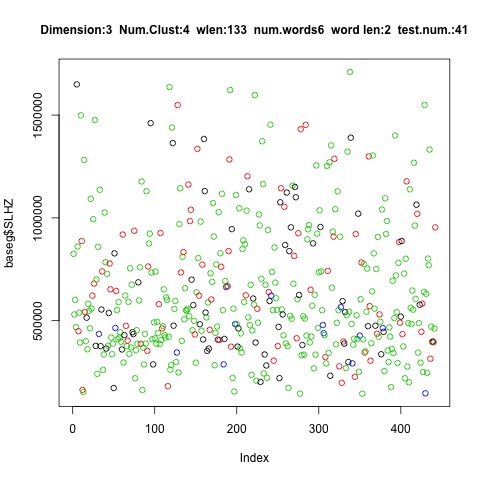 Dimension:3 Num.Clust:4 wlen:133 num.words6 word len:2 test.num.:41
baseg$SLHZ
1500000
1000000
500000
0 100 200 300 400
Index